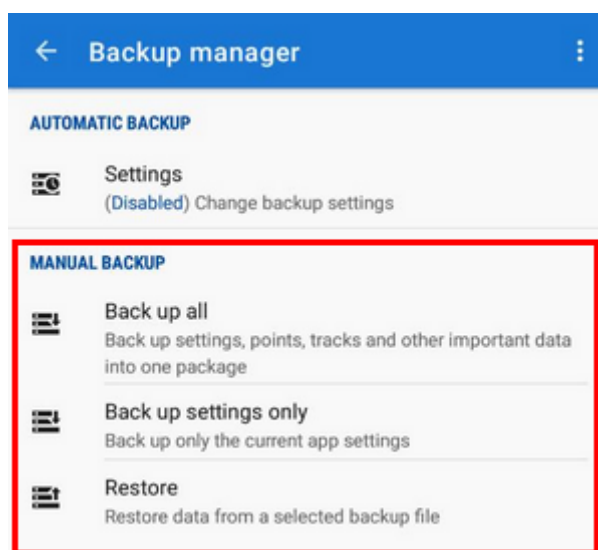 Backup manager
AUTOMATIC BACKUP
Settings
(Disabled) Change backup settings
MANUAL BACKUP
Back up all
Back up settings, points, tracks and other important data
into one package
Back up settings only
Back up only the current app settings
Restore
Restore data from a selected backup file